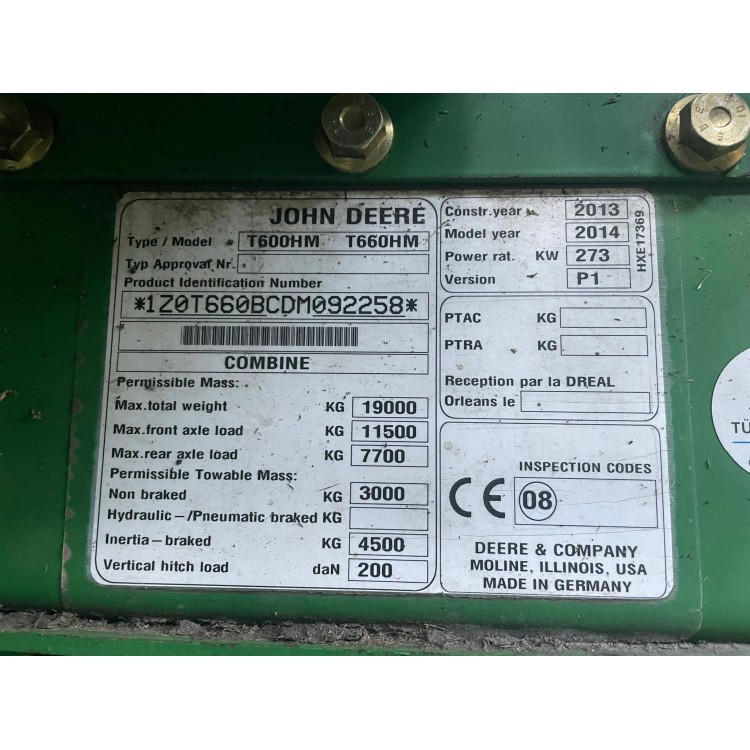 JOHN DEERE
Type / Model T600HM T660HM
Typ Approval Nr.
Product Identification Number
*1Z0T660BCDM092258*
COMBINE
Permissible Mass:
Max.total weight KG 19000
Max.front axle load KG 11500
Max.rear axle load KG 7700
Permissible Towable Mass:
Non braked KG 3000
Hydraulic-/Pneumatic braked KG
Inertia-braked KG 4500
Vertical hitch load daN 200
Constr.year 2013
Model year 2014
Power rat. KW 273
Version P1
HXE17369
PTAC KG
PTRA KG
Reception par la DREAL
Orleans le
INSPECTION CODES
CE 08
DEERE & COMPANY
MOLINE, ILLINOIS, USA
MADE IN GERMANY
TÜ